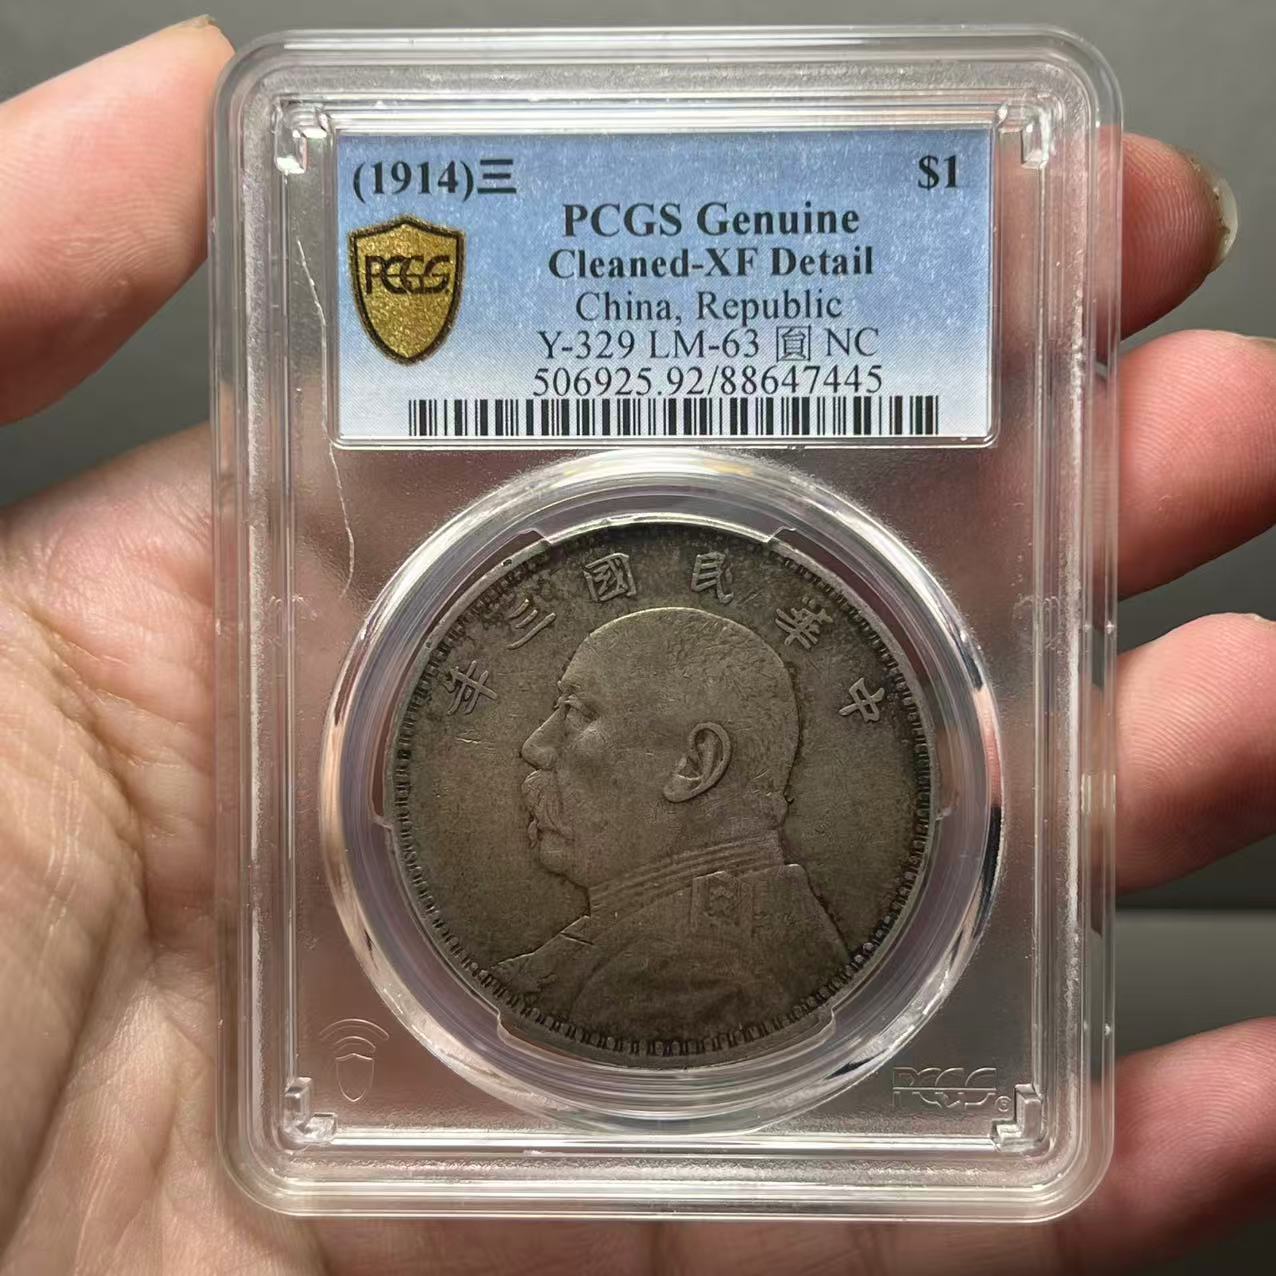 (1914)三 $1
PCGS
PCGS Genuine
Cleaned-XF Detail
China, Republic
Y-329 LM-63 圓 NC
506925.92/88647445
年三國民華中
PCGS